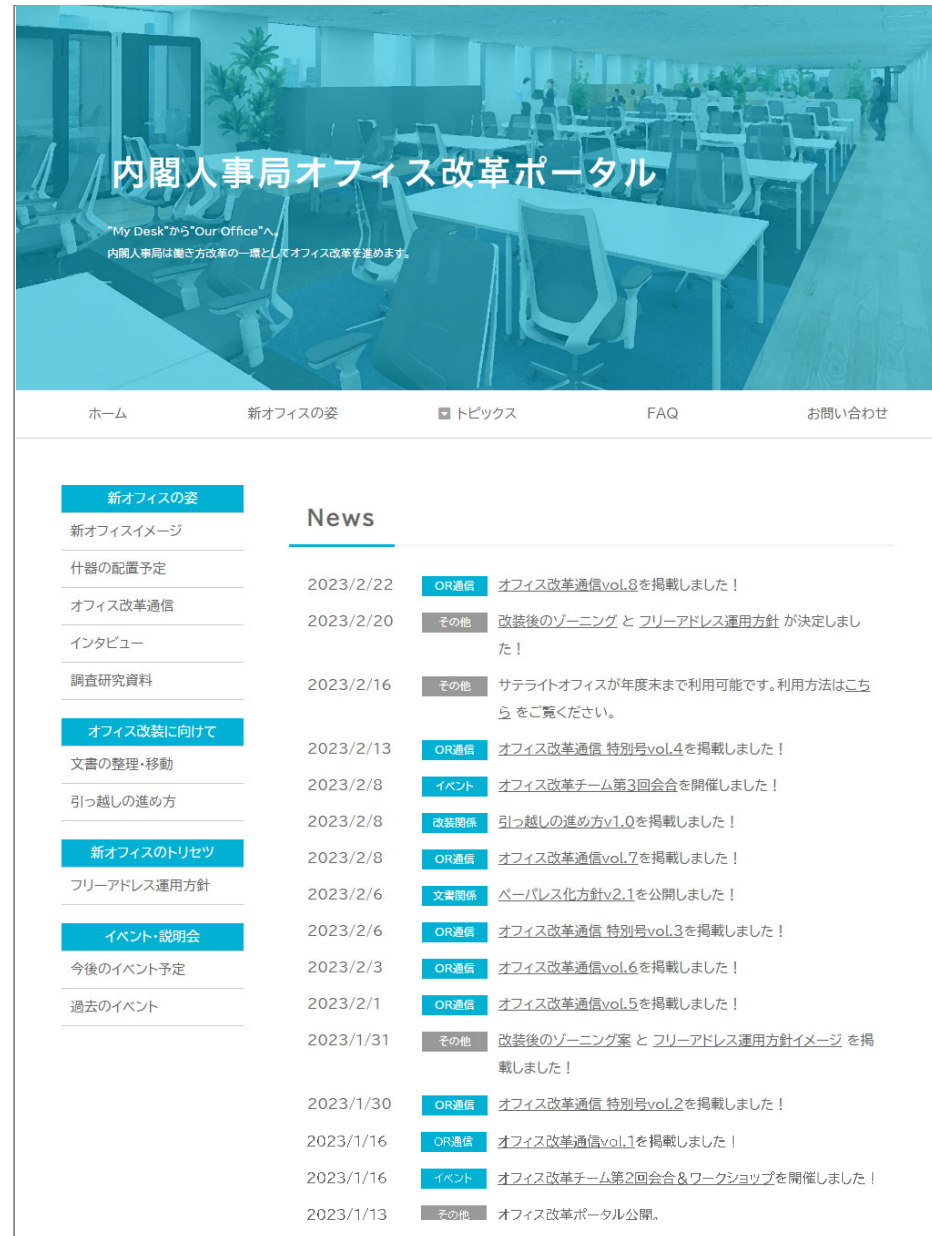 内閣人事局オフィス改革ポータル
"My Desk"から"Our Office"へ。
内閣人事局は働き方改革の一環としてオフィス改革を進めます。
ホーム
新オフィスの姿
トピックス
FAQ
お問い合わせ
新オフィスの姿
新オフィスイメージ
什器の配置予定
オフィス改革通信
インタビュー
調査研究資料
オフィス改装に向けて
文書の整理・移動
引っ越しの進め方
新オフィスのトリセツ
フリーアドレス運用方針
イベント・説明会
今後のイベント予定
過去のイベント
News
2023/2/22 OR通信 オフィス改革通信vol.8を掲載しました！
2023/2/20 その他 改装後のゾーニング と フリーアドレス運用方針 が決定しまし
た！
2023/2/16 その他 サテライトオフィスが年度末まで利用可能です。利用方法はこち
ら をご覧ください。
2023/2/13 OR通信 オフィス改革通信 特別号vol.4を掲載しました！
2023/2/8 イベント オフィス改革チーム第3回会合を開催しました！
2023/2/8 改装関係 引っ越しの進め方v1.0を掲載しました！
2023/2/8 OR通信 オフィス改革通信vol.7を掲載しました！
2023/2/6 文書関係 ペーパレス化方針v2.1を公開しました！
2023/2/6 OR通信 オフィス改革通信 特別号vol.3を掲載しました！
2023/2/3 OR通信 オフィス改革通信vol.6を掲載しました！
2023/2/1 OR通信 オフィス改革通信vol.5を掲載しました！
2023/1/31 その他 改装後のゾーニング案 と フリーアドレス運用方針イメージ を掲
載しました！
2023/1/30 OR通信 オフィス改革通信 特別号vol.2を掲載しました！
2023/1/16 OR通信 オフィス改革通信vol.1を掲載しました！
2023/1/16 イベント オフィス改革チーム第2回会合＆ワークショップを開催しました！
2023/1/13 その他 オフィス改革ポータル公開。